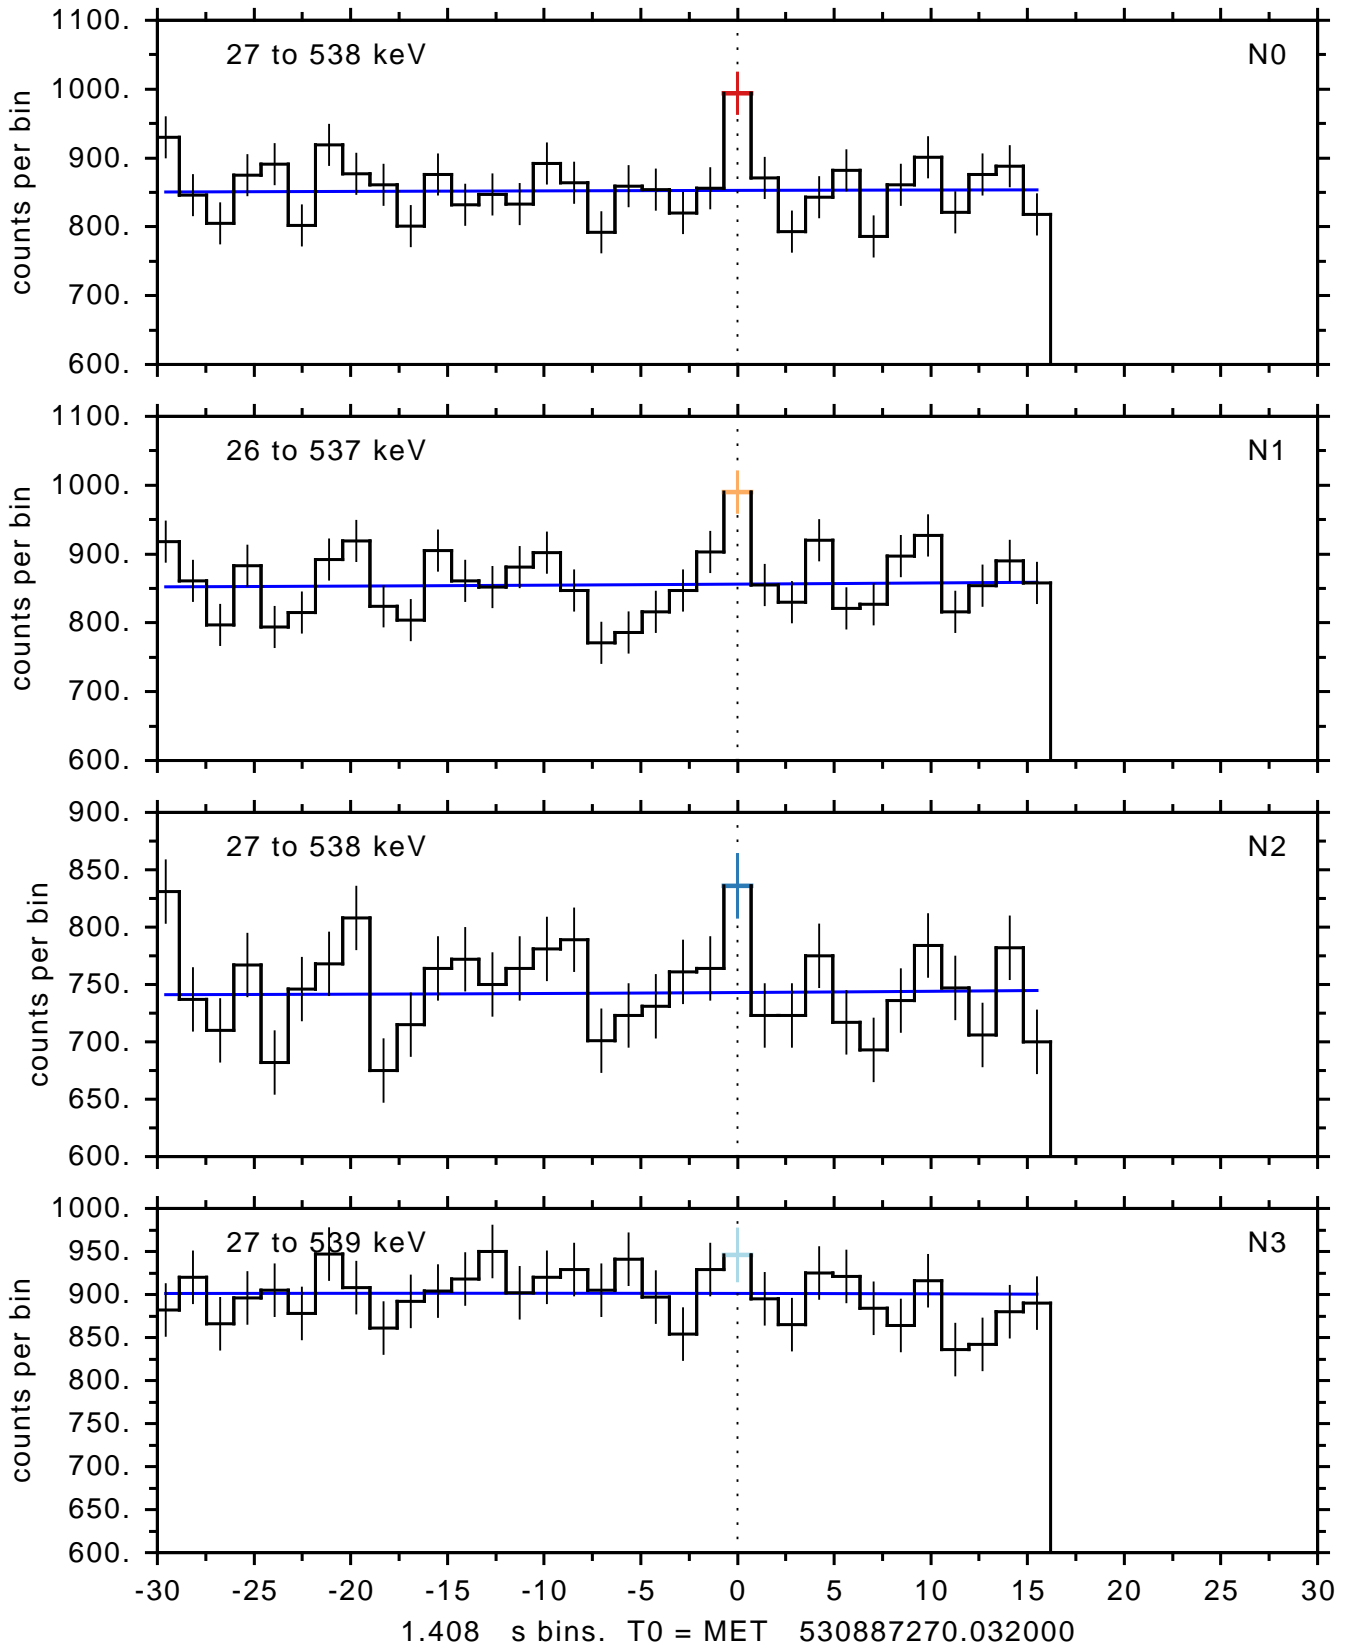 1100.
27 to 538 keV N0
1000.
900.
800.
700.
600.
counts per bin
1100.
26 to 537 keV N1
1000.
900.
800.
700.
600.
counts per bin
900.
27 to 538 keV N2
850.
800.
750.
700.
650.
600.
counts per bin
1000.
27 to 539 keV N3
950.
900.
850.
800.
750.
700.
650.
600.
counts per bin
-30 -25 -20 -15 -10 -5 0 5 10 15 20 25 30
1.408 s bins. T0 = MET 530887270.032000